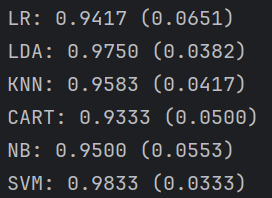 LR: 0.9417 (0.0651)
LDA: 0.9750 (0.0382)
KNN: 0.9583 (0.0417)
CART: 0.9333 (0.0500)
NB: 0.9500 (0.0553)
SVM: 0.9833 (0.0333)